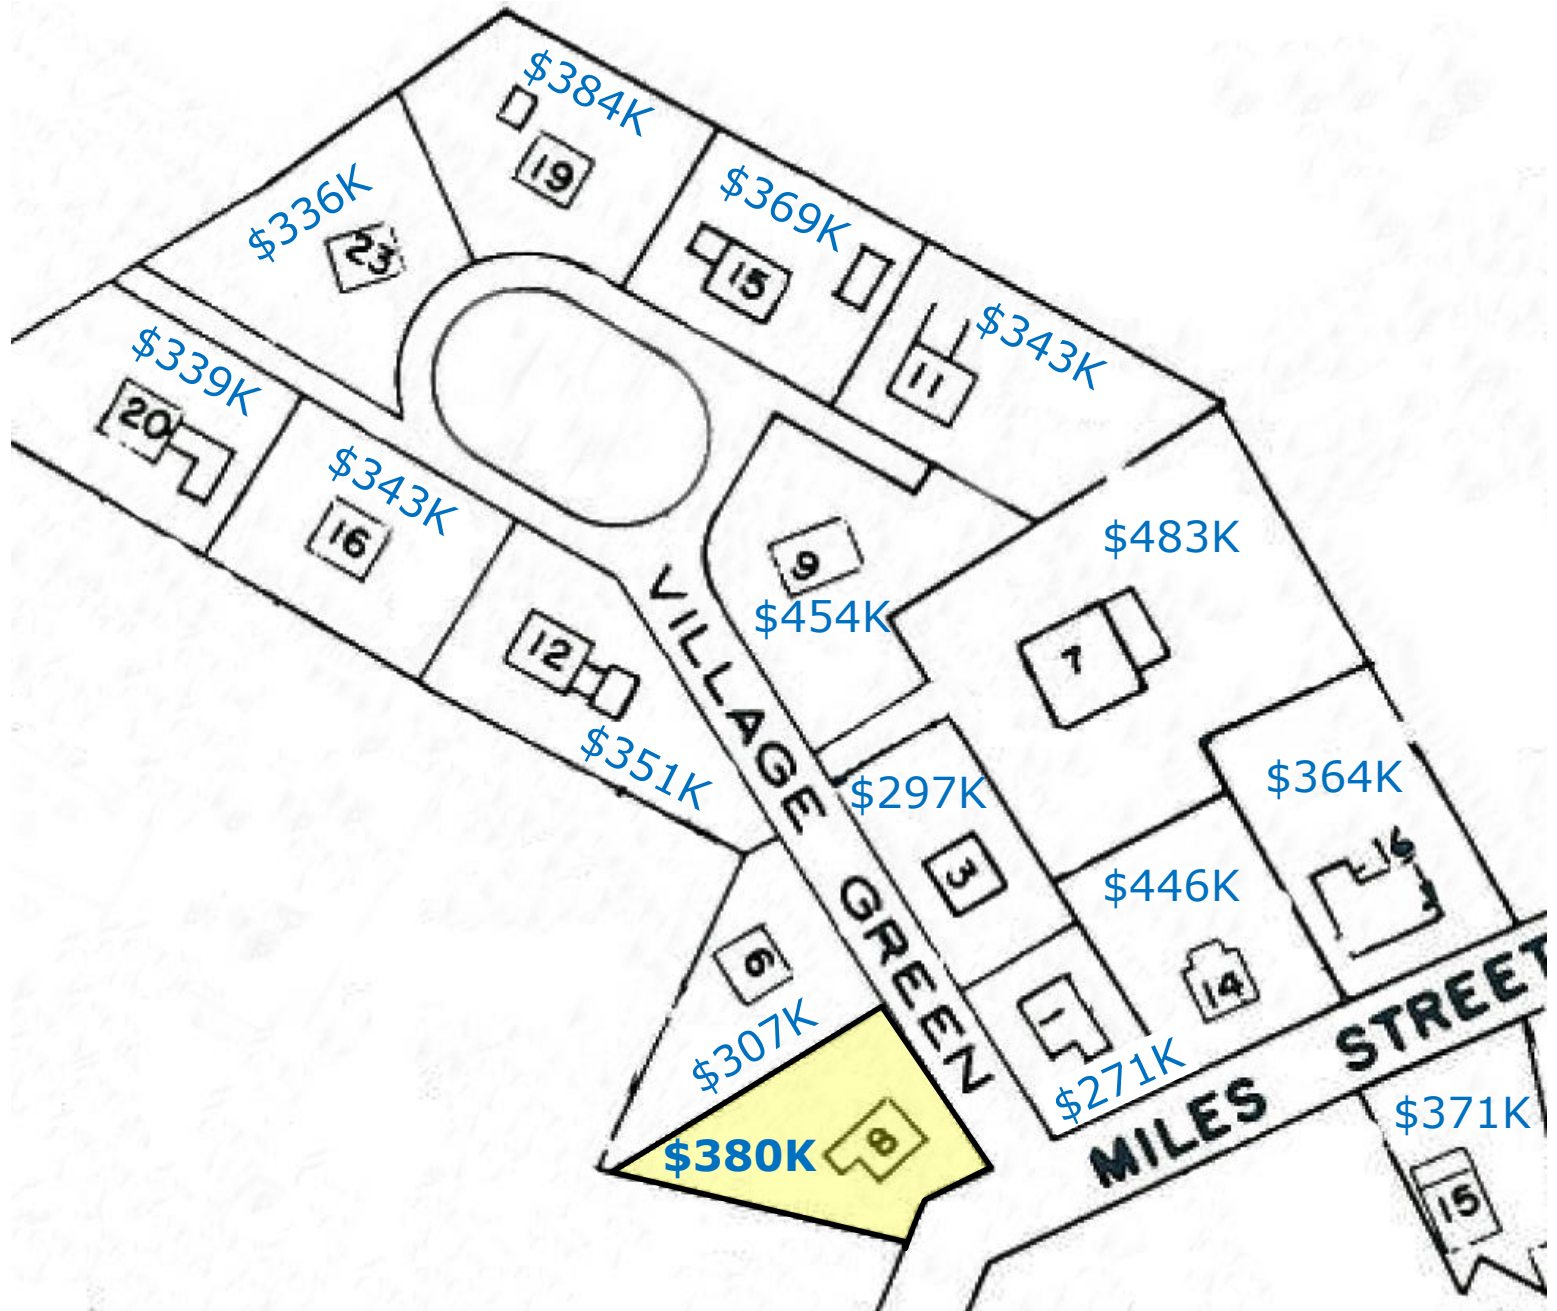 $384K
19
$336K
23
$369K
15
$343K
11
$339K
20
$343K
16
12
$351K
9
$454K
$483K
7
$364K
16
$297K
3
$446K
14
VILLAGE GREEN
6
$307K
1
$271K
$380K
8
MILES STREET
$371K
15